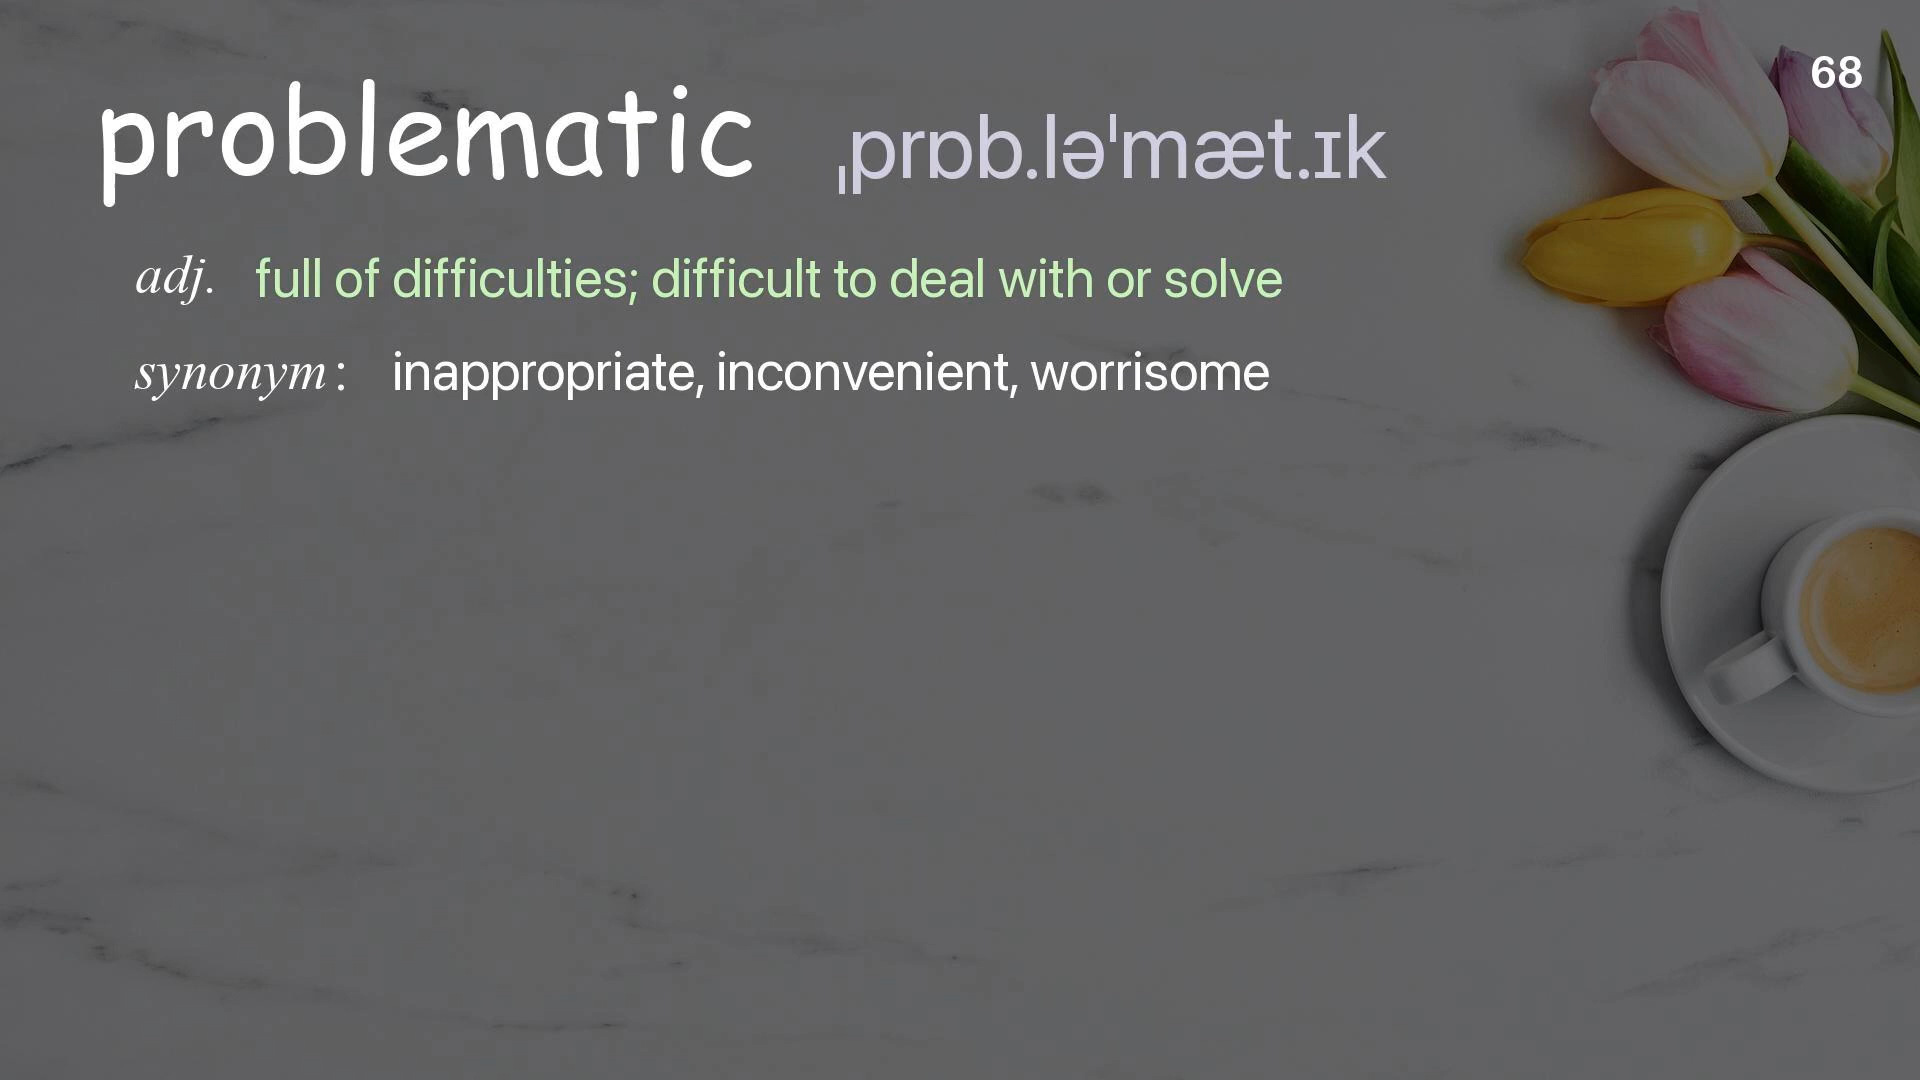 68
problematic ˌprɒb.ləˈmæt.ɪk
adj. full of difficulties; difficult to deal with or solve
synonym : inappropriate, inconvenient, worrisome